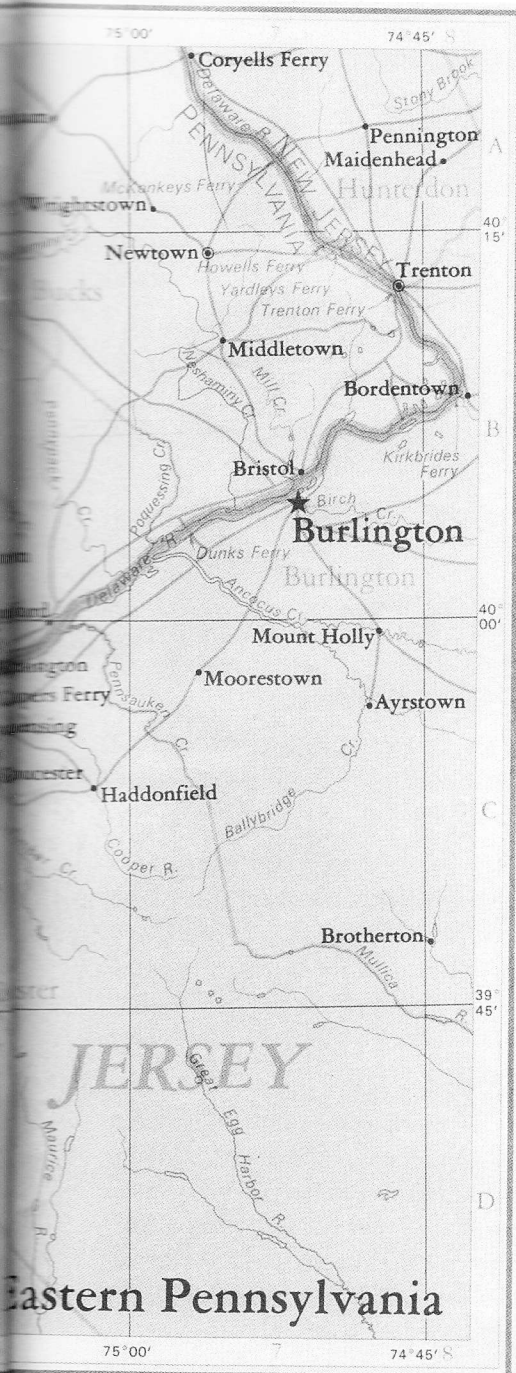 75°00′ 74°45′ 8
Coryells Ferry
Delaware R.
Stony Brook
PENNSYLVANIA
NEW JERSEY
Pennington
Maidenhead
A
McKonkeys Ferry
Hunterdon
Wrightstown
40°
15′
Newtown
Howells Ferry
Trenton
Bucks
Yardleys Ferry
Trenton Ferry
Middletown
Neshaminy Cr.
Mill Cr.
Bordentown
B
Kirkbrides
Ferry
Poquessing Cr.
Cr.
Bristol
Birch Cr.
Burlington
Dunks Ferry
Delaware R.
Burlington
Ancocus Cr.
40°
00′
Mount Holly
Pennsauken Cr.
Moorestown
Ayrstown
Ferry
Haddonfield
Ballybridge Cr.
C
Cooper R.
Cr.
Brotherton
Mullica R.
39°
45′
JERSEY
Great Egg Harbor R.
Maurice R.
D
Eastern Pennsylvania
75°00′ 7 74°45′ 8